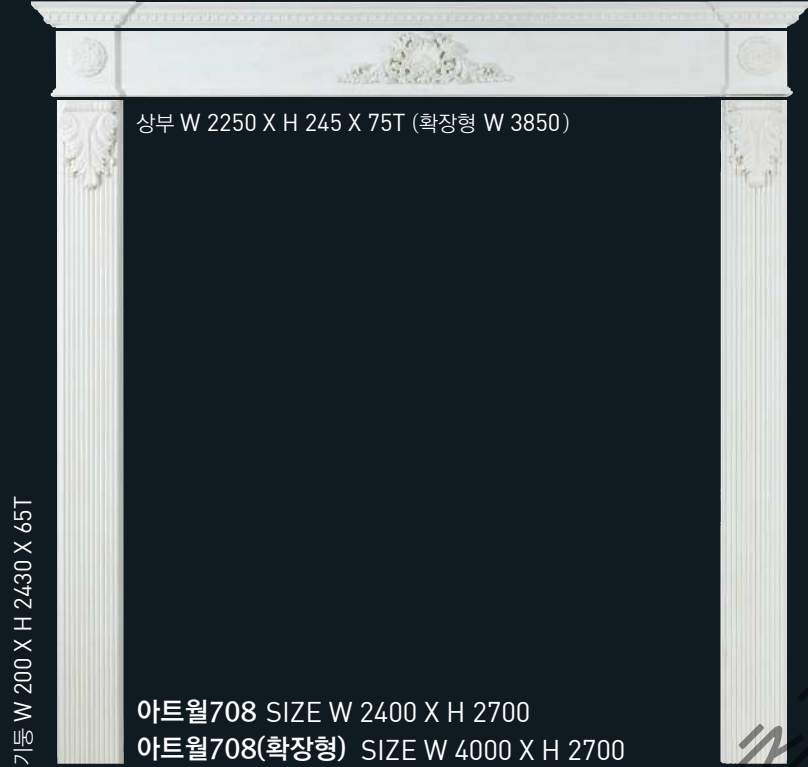 상부 W 2250 X H 245 X 75T (확장형 W 3850)
기둥 W 200 X H 2430 X 65T
아트월708 SIZE W 2400 X H 2700
아트월708(확장형) SIZE W 4000 X H 2700